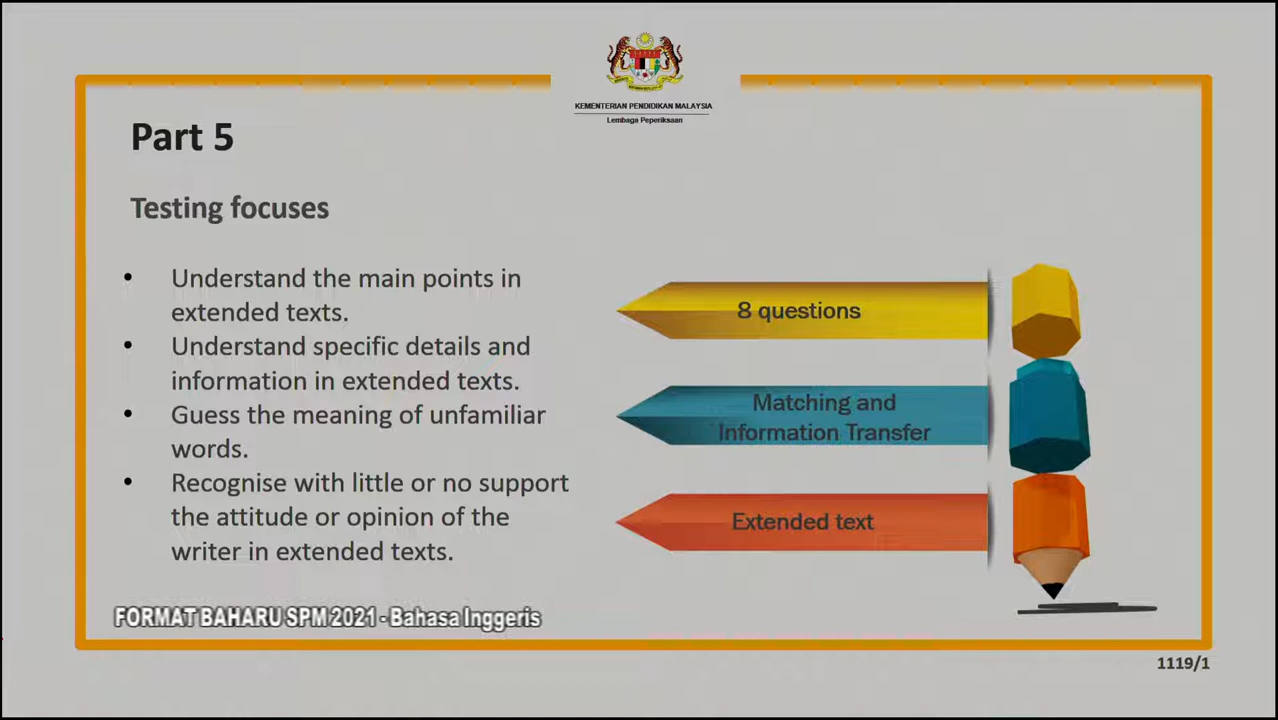 KEMENTERIAN PENDIDIKAN MALAYSIA
Lembaga Peperiksaan
Part 5
Testing focuses
• Understand the main points in
extended texts.
• Understand specific details and
information in extended texts.
• Guess the meaning of unfamiliar
words.
• Recognise with little or no support
the attitude or opinion of the
writer in extended texts.
8 questions
Matching and
Information Transfer
Extended text
FORMAT BAHARU SPM 2021 - Bahasa Inggeris
1119/1